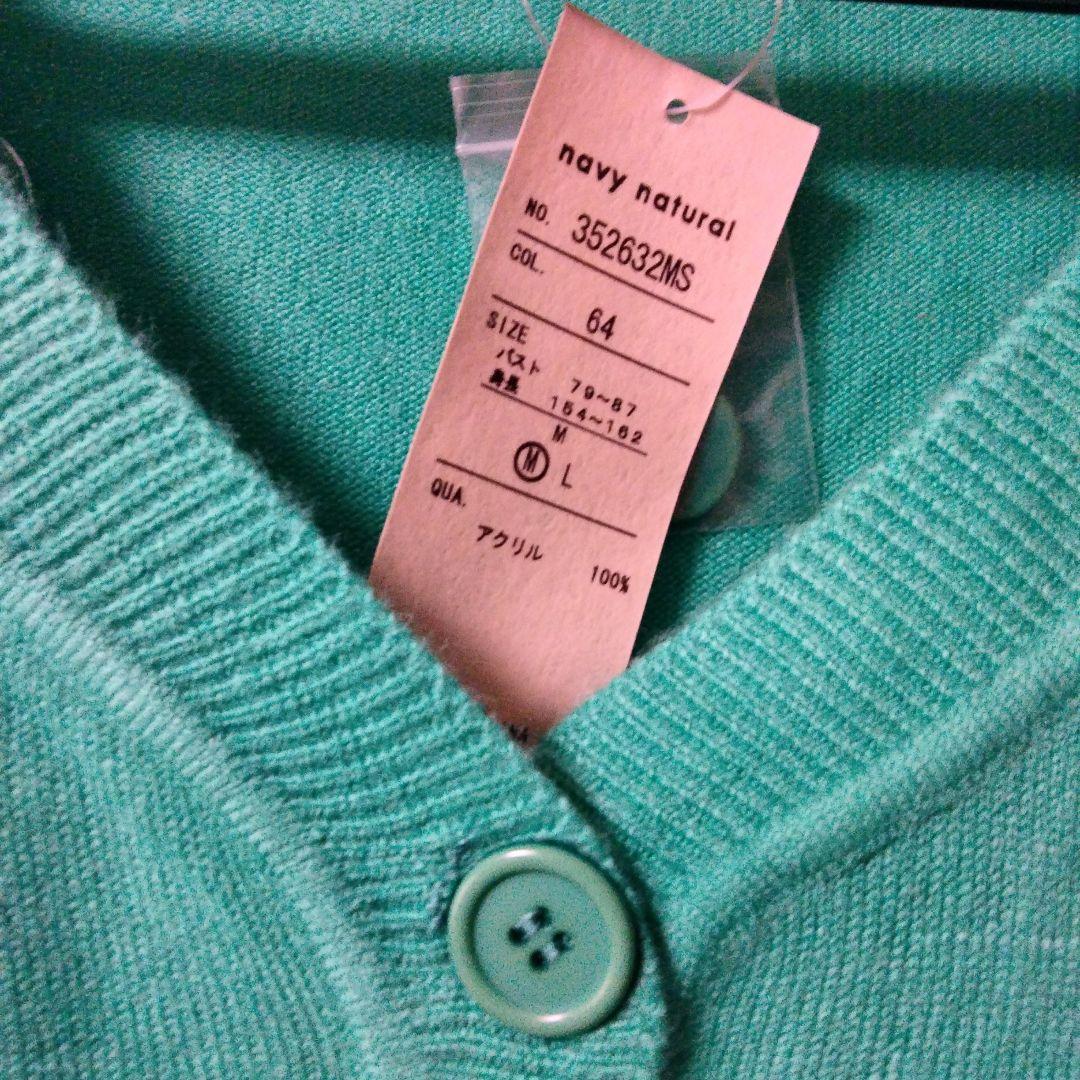 navy natural
NO. 352632MS
COL. 64
SIZE
バスト 79~87
身長 154~162
M
Ⓜ L
QUA.
アクリル 100%